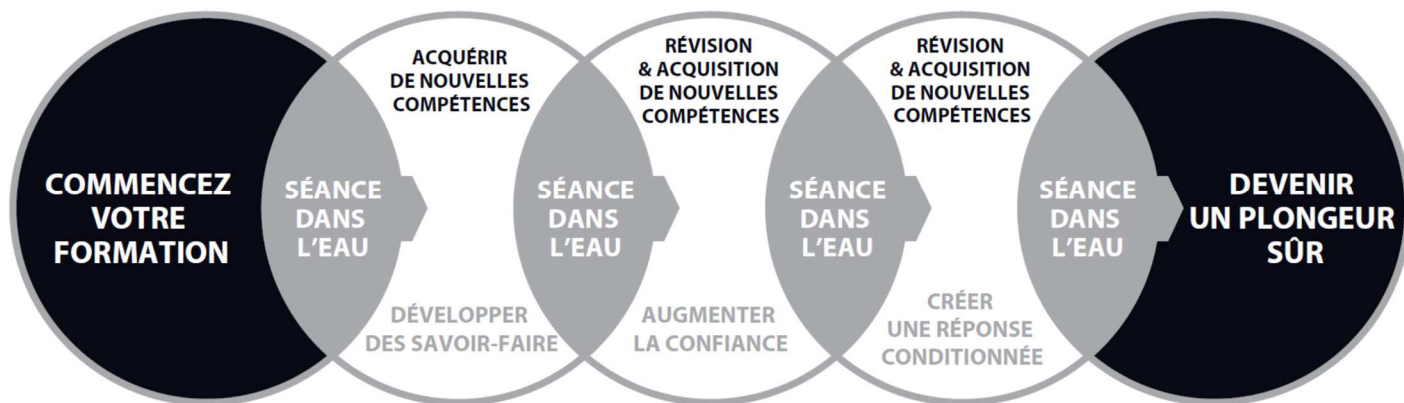 COMMENCEZ
VOTRE
FORMATION
SÉANCE
DANS
L'EAU
ACQUÉRIR
DE NOUVELLES
COMPÉTENCES
DÉVELOPPER
DES SAVOIR-FAIRE
SÉANCE
DANS
L'EAU
RÉVISION
& ACQUISITION
DE NOUVELLES
COMPÉTENCES
AUGMENTER
LA CONFIANCE
SÉANCE
DANS
L'EAU
RÉVISION
& ACQUISITION
DE NOUVELLES
COMPÉTENCES
CRÉER
UNE RÉPONSE
CONDITIONNÉE
SÉANCE
DANS
L'EAU
DEVENIR
UN PLONGEUR
SÛR